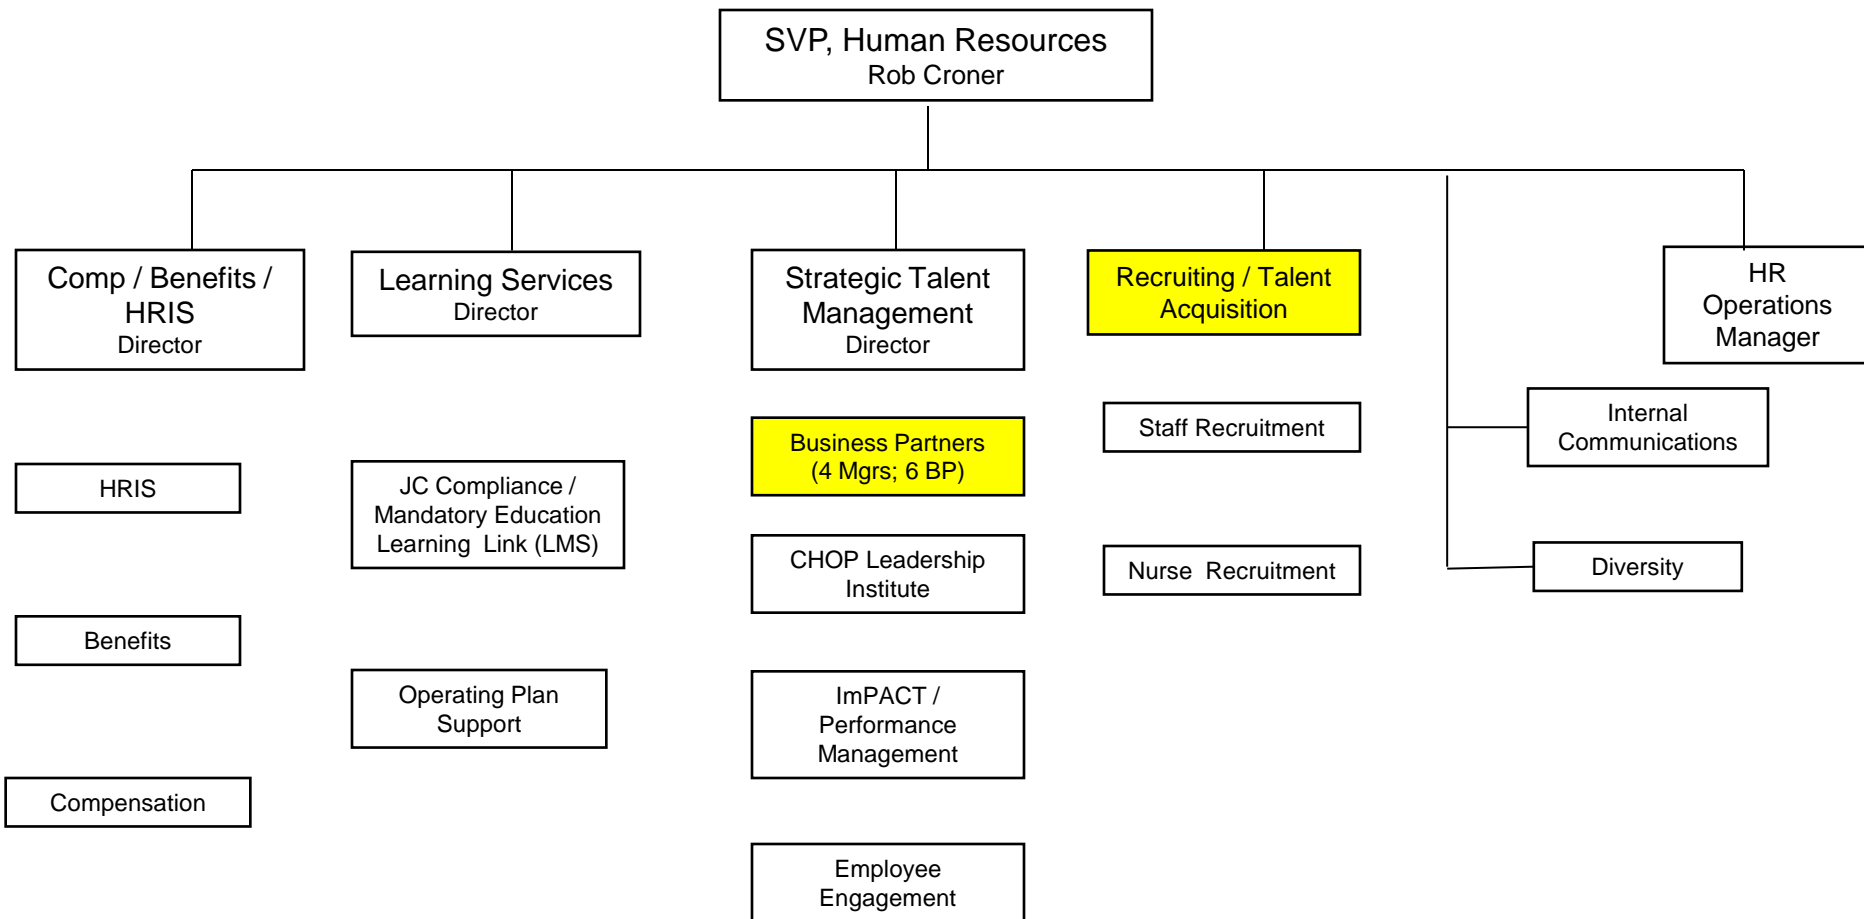 SVP, Human Resources
Rob Croner
Comp / Benefits /
HRIS
Director
Learning Services
Director
Strategic Talent
Management
Director
Recruiting / Talent
Acquisition
HR
Operations
Manager
HRIS
Benefits
Compensation
JC Compliance /
Mandatory Education
Learning Link (LMS)
Operating Plan
Support
Business Partners
(4 Mgrs; 6 BP)
CHOP Leadership
Institute
ImPACT /
Performance
Management
Employee
Engagement
Staff Recruitment
Nurse Recruitment
Internal
Communications
Diversity